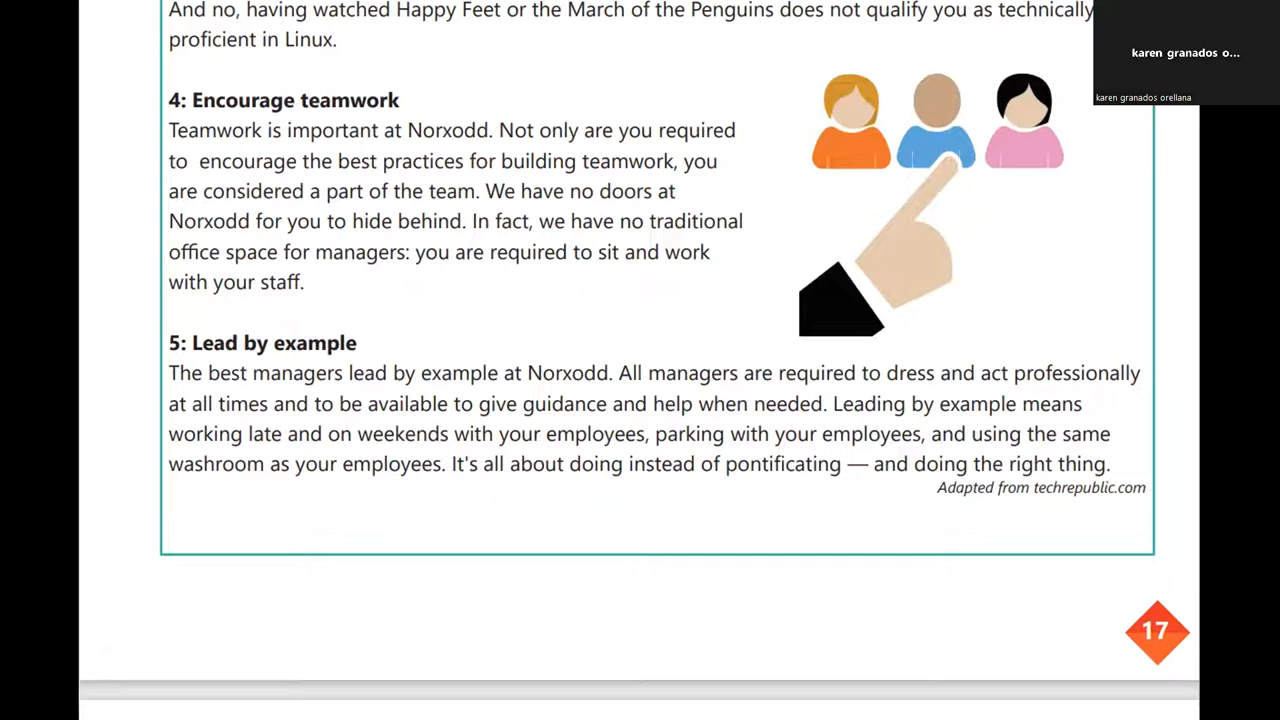 And no, having watched Happy Feet or the March of the Penguins does not qualify you as technically
proficient in Linux.
karen granados o...
karen granados orellana
4: Encourage teamwork
Teamwork is important at Norxodd. Not only are you required
to  encourage the best practices for building teamwork, you
are considered a part of the team. We have no doors at
Norxodd for you to hide behind. In fact, we have no traditional
office space for managers: you are required to sit and work
with your staff.
5: Lead by example
The best managers lead by example at Norxodd. All managers are required to dress and act professionally
at all times and to be available to give guidance and help when needed. Leading by example means
working late and on weekends with your employees, parking with your employees, and using the same
washroom as your employees. It's all about doing instead of pontificating — and doing the right thing.
Adapted from techrepublic.com
17